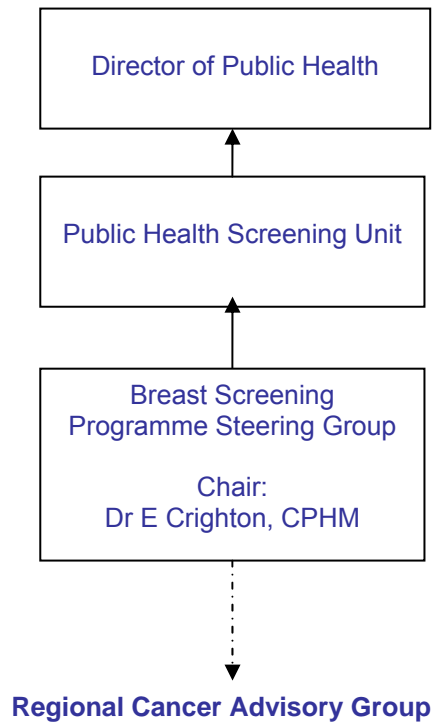 Director of Public Health
Public Health Screening Unit
Breast Screening
Programme Steering Group
Chair:
Dr E Crighton, CPHM
Regional Cancer Advisory Group